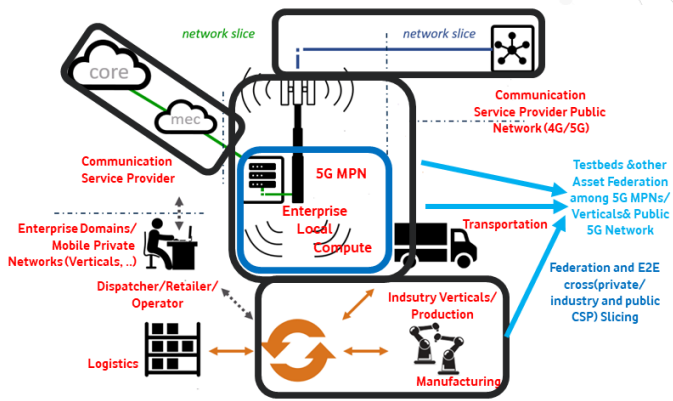 network slice
network slice
core
mec
Communication
Service Provider Public
Network (4G/5G)
Communication
Service Provider
5G MPN
Testbeds &other
Asset Federation
among 5G MPNs/
Verticals& Public
5G Network
Enterprise
Local
Compute
Enterprise Domains/
Mobile Private
Networks (Verticals, ..)
Transportation
Federation and E2E
cross(private/
industry and public
CSP) Slicing
Dispatcher/Retailer/
Operator
Indsutry Verticals/
Production
Logistics
Manufacturing